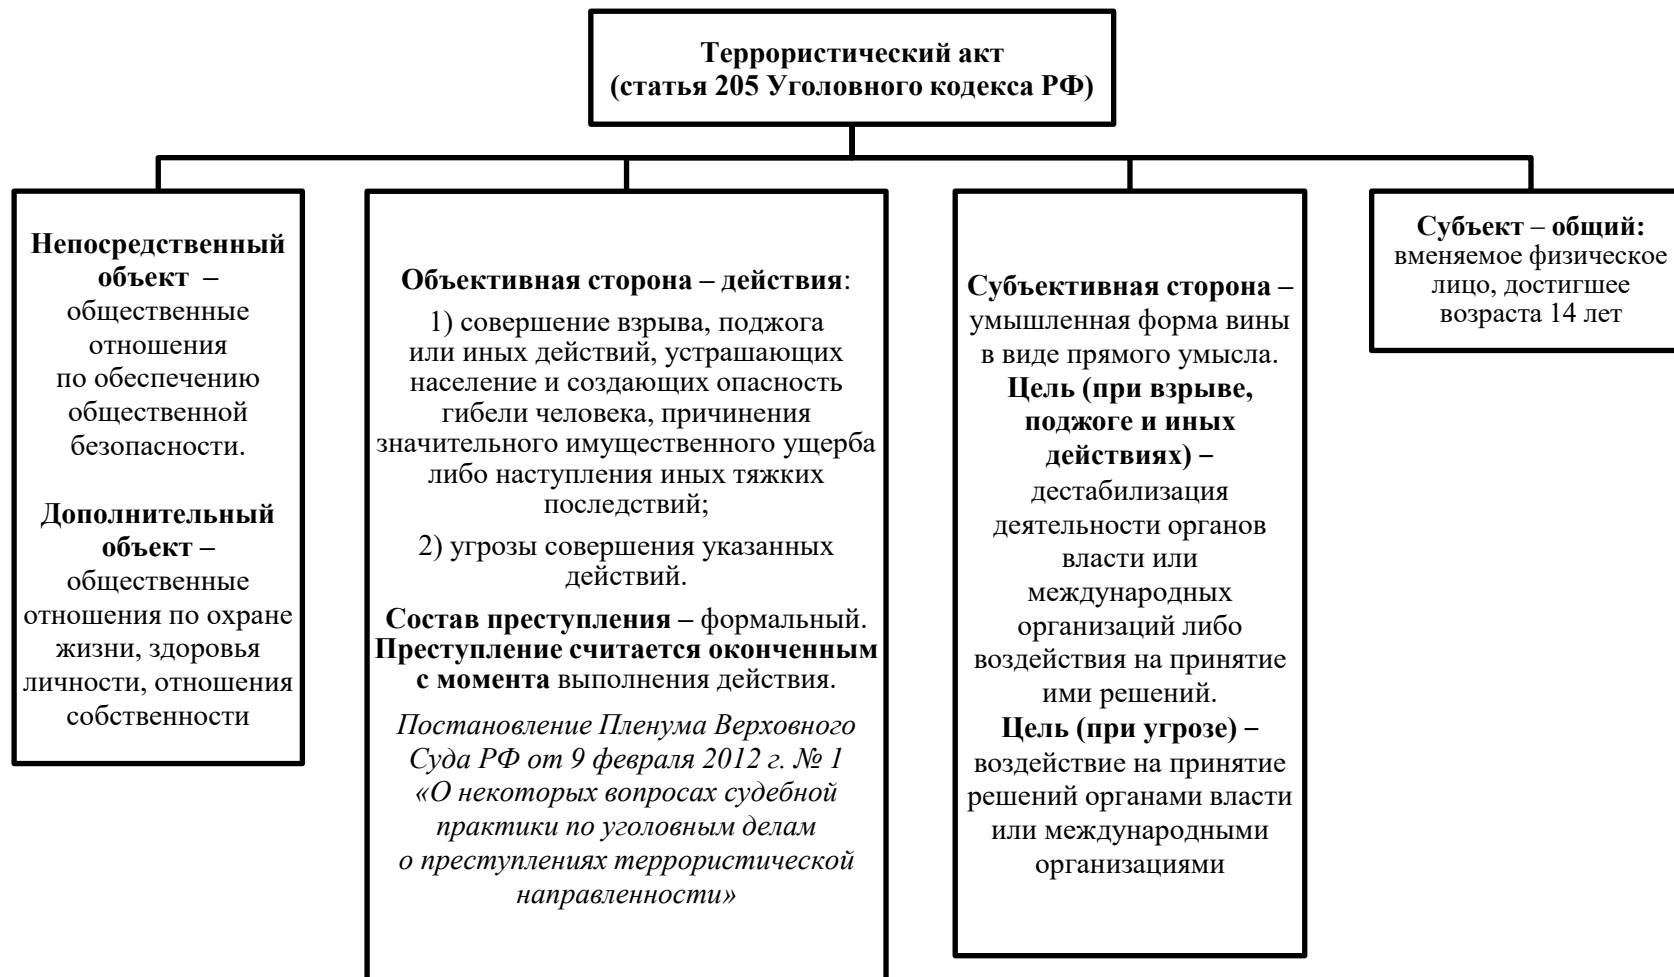 Террористический акт
(статья 205 Уголовного кодекса РФ)
Непосредственный
объект –
общественные
отношения
по обеспечению
общественной
безопасности.
Дополнительный
объект –
общественные
отношения по охране
жизни, здоровья
личности, отношения
собственности
Объективная сторона – действия:
1) совершение взрыва, поджога
или иных действий, устрашающих
население и создающих опасность
гибели человека, причинения
значительного имущественного ущерба
либо наступления иных тяжких
последствий;
2) угрозы совершения указанных
действий.
Состав преступления – формальный.
Преступление считается оконченным
с момента выполнения действия.
Постановление Пленума Верховного
Суда РФ от 9 февраля 2012 г. № 1
«О некоторых вопросах судебной
практики по уголовным делам
о преступлениях террористической
направленности»
Субъективная сторона –
умышленная форма вины
в виде прямого умысла.
Цель (при взрыве,
поджоге и иных
действиях) –
дестабилизация
деятельности органов
власти или
международных
организаций либо
воздействия на принятие
ими решений.
Цель (при угрозе) –
воздействие на принятие
решений органами власти
или международными
организациями
Субъект – общий:
вменяемое физическое
лицо, достигшее
возраста 14 лет